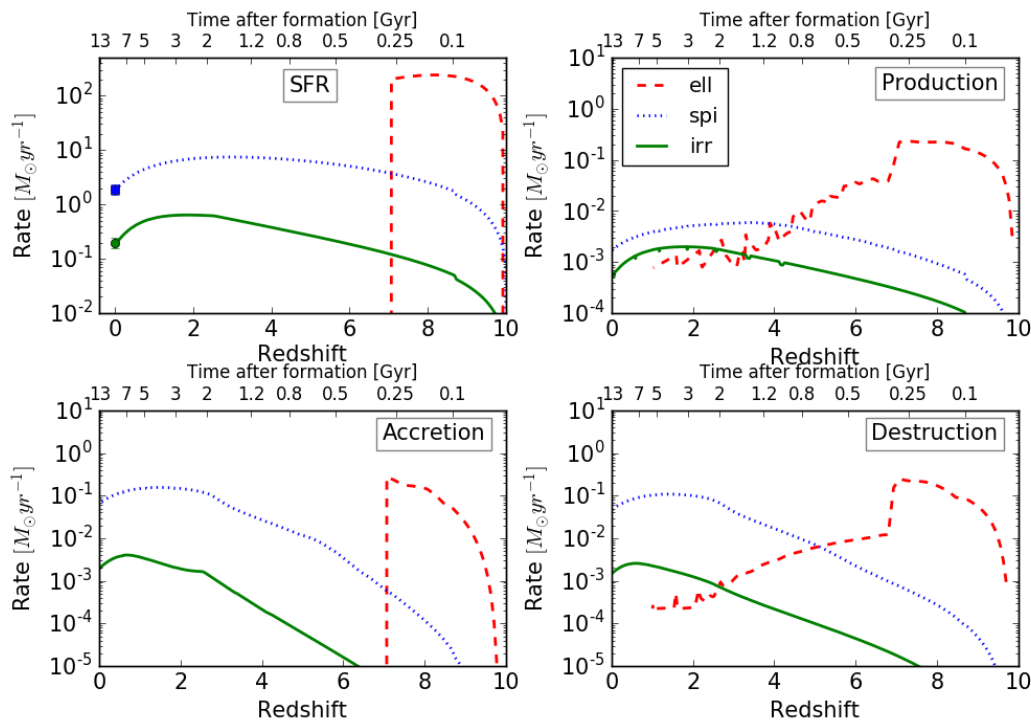 Time after formation [Gyr]
13 7 5 3 2 1.2 0.8 0.5 0.25 0.1
SFR
Rate [M⊙yr⁻¹]
10²
10¹
10⁰
10⁻¹
10⁻²
0 2 4 6 8 10
Redshift
Time after formation [Gyr]
13 7 5 3 2 1.2 0.8 0.5 0.25 0.1
Production
ell
spi
irr
Rate [M⊙yr⁻¹]
10¹
10⁰
10⁻¹
10⁻²
10⁻³
10⁻⁴
0 2 4 6 8 10
Redshift
Time after formation [Gyr]
13 7 5 3 2 1.2 0.8 0.5 0.25 0.1
Accretion
Rate [M⊙yr⁻¹]
10¹
10⁰
10⁻¹
10⁻²
10⁻³
10⁻⁴
10⁻⁵
0 2 4 6 8 10
Redshift
Time after formation [Gyr]
13 7 5 3 2 1.2 0.8 0.5 0.25 0.1
Destruction
Rate [M⊙yr⁻¹]
10¹
10⁰
10⁻¹
10⁻²
10⁻³
10⁻⁴
10⁻⁵
0 2 4 6 8 10
Redshift